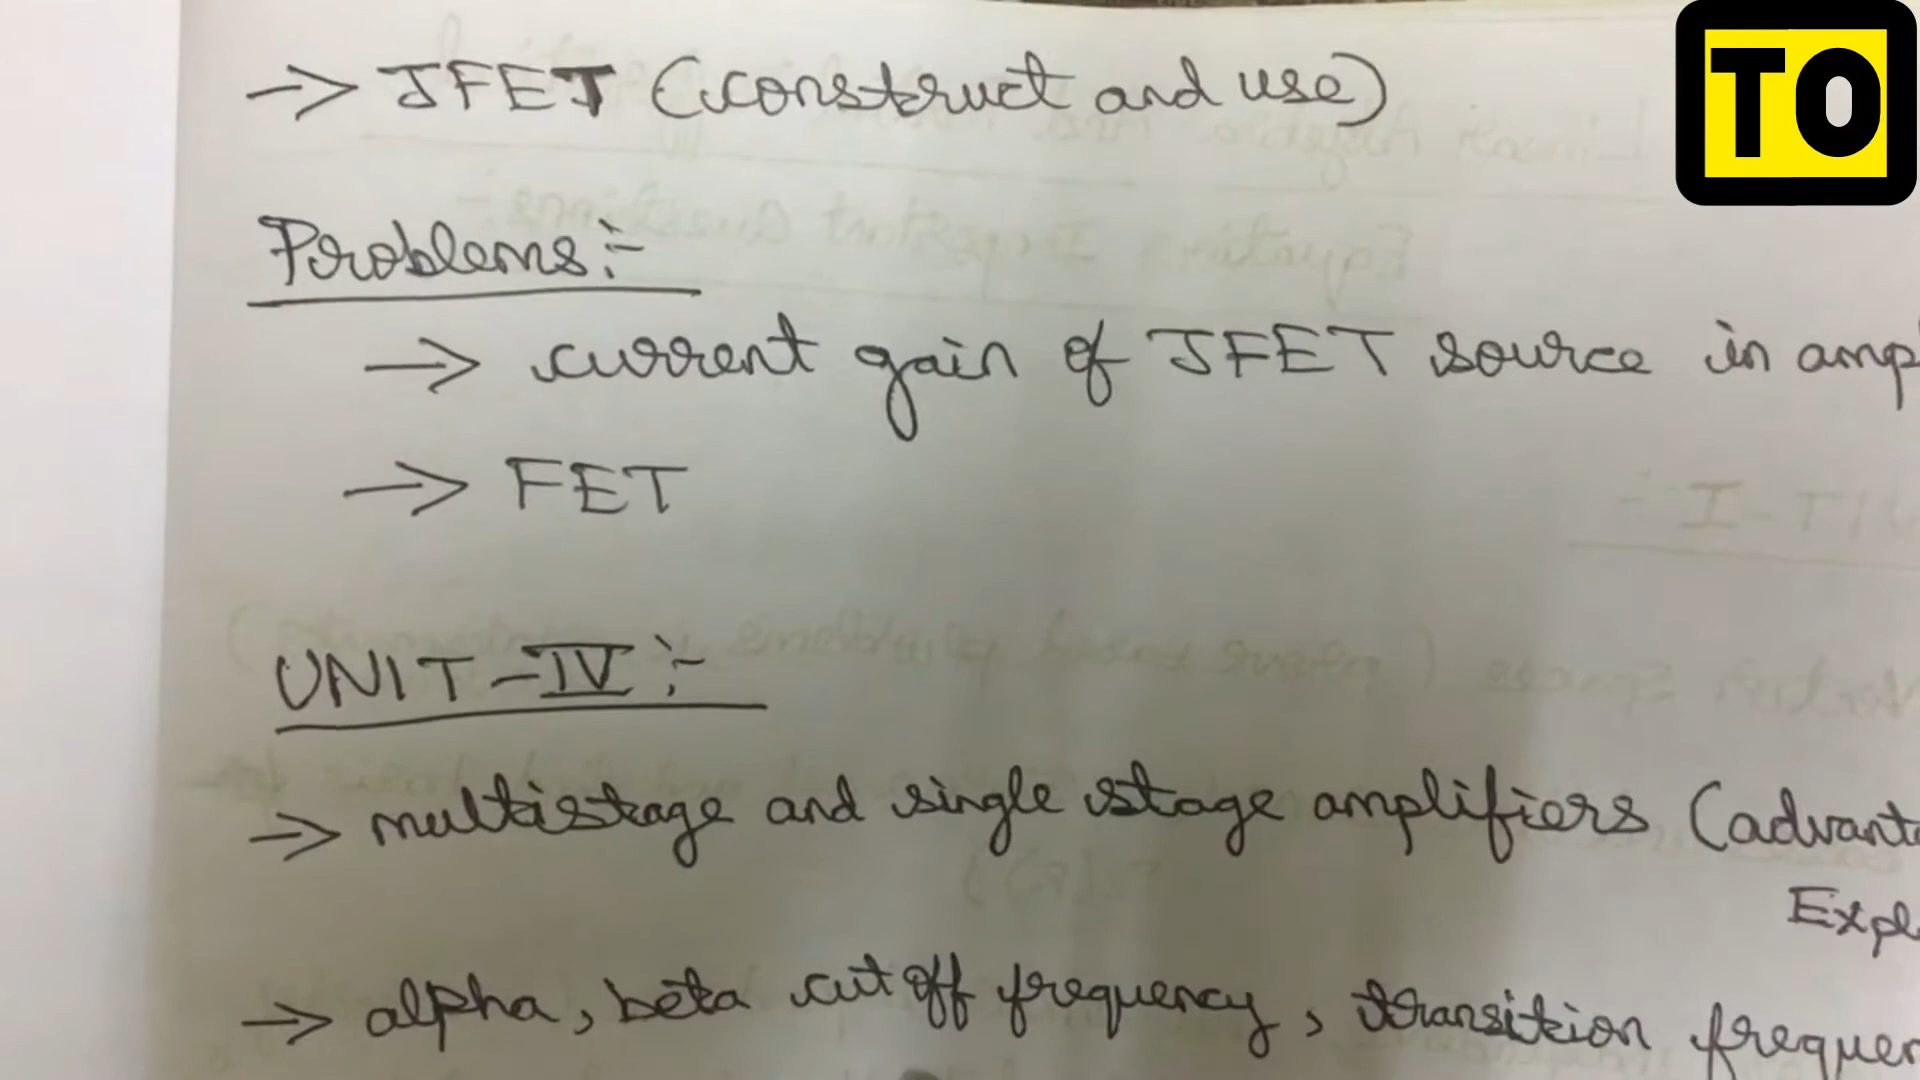 → JFET (construct and use)
TO
Problems:-
→ current gain of JFET source in amp
→ FET
UNIT-IV :-
→ multistage and single stage amplifiers (advant
Expl
→ alpha, beta cut off frequency, transition frequen